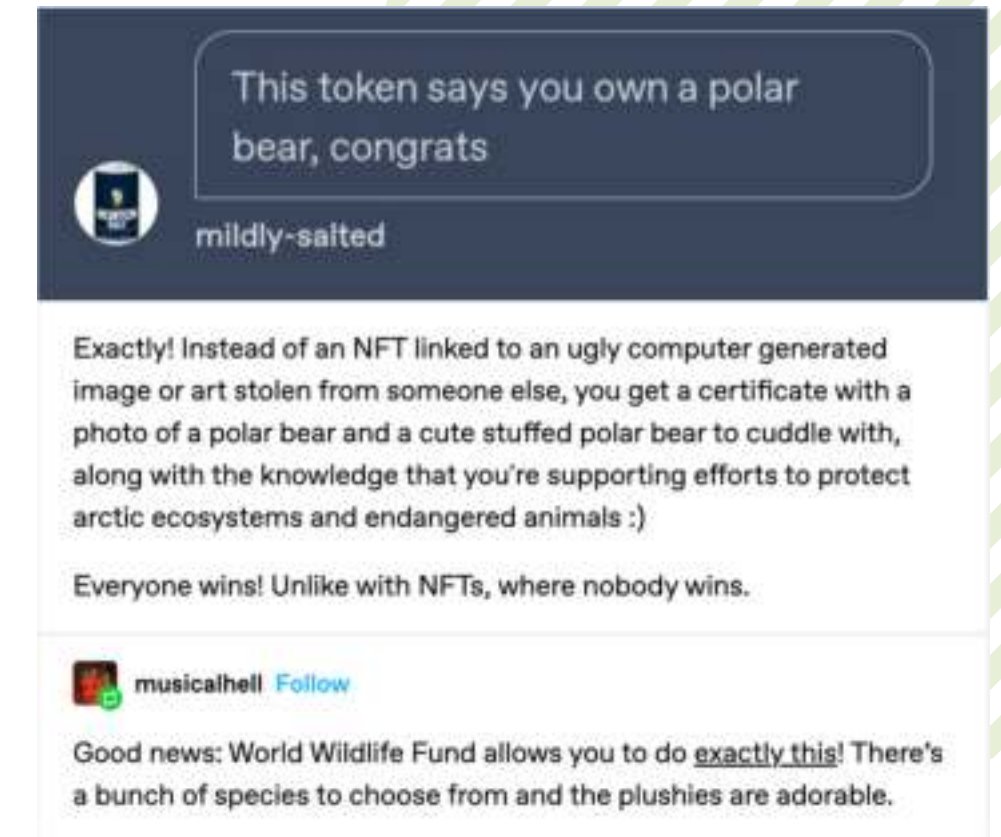 This token says you own a polar
bear, congrats
mildly-salted
Exactly! Instead of an NFT linked to an ugly computer generated
image or art stolen from someone else, you get a certificate with a
photo of a polar bear and a cute stuffed polar bear to cuddle with,
along with the knowledge that you're supporting efforts to protect
arctic ecosystems and endangered animals :)
Everyone wins! Unlike with NFTs, where nobody wins.
musicalhell Follow
Good news: World Wildlife Fund allows you to do exactly this! There's
a bunch of species to choose from and the plushies are adorable.